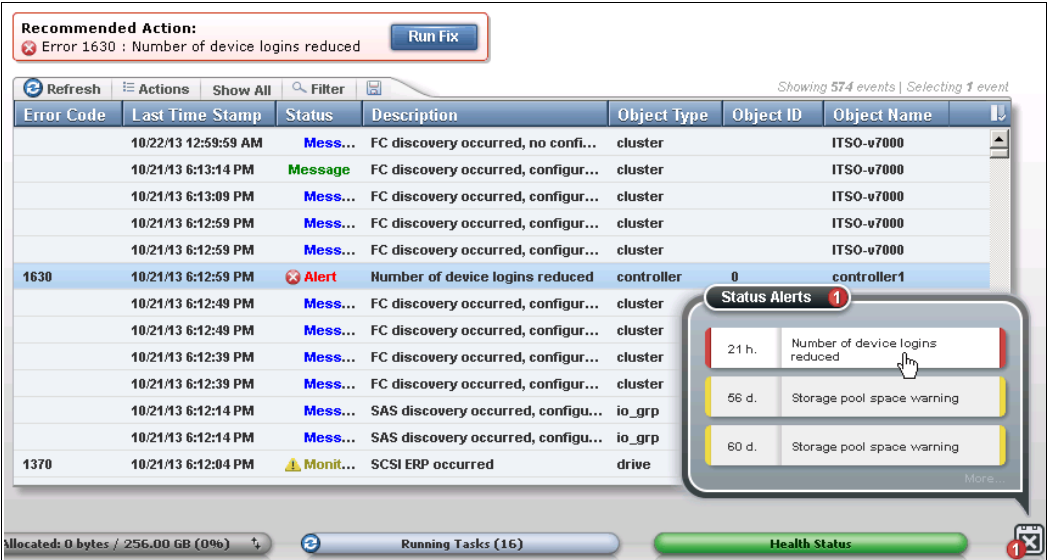 Recommended Action:
Error 1630 : Number of device logins reduced
Run Fix
Refresh Actions Show All Filter Showing 574 events | Selecting 1 event
Error Code Last Time Stamp Status Description Object Type Object ID Object Name
10/22/13 12:59:59 AM Mess... FC discovery occurred, no confi... cluster ITSO-v7000
10/21/13 6:13:14 PM Message FC discovery occurred, configur... cluster ITSO-v7000
10/21/13 6:13:09 PM Mess... FC discovery occurred, configur... cluster ITSO-v7000
10/21/13 6:12:59 PM Mess... FC discovery occurred, configur... cluster ITSO-v7000
10/21/13 6:12:59 PM Mess... FC discovery occurred, configur... cluster ITSO-v7000
1630 10/21/13 6:12:59 PM Alert Number of device logins reduced controller 0 controller1
10/21/13 6:12:49 PM Mess... FC discovery occurred, configur... cluster
10/21/13 6:12:49 PM Mess... FC discovery occurred, configur... cluster
10/21/13 6:12:39 PM Mess... FC discovery occurred, configur... cluster
10/21/13 6:12:39 PM Mess... FC discovery occurred, configur... cluster
10/21/13 6:12:14 PM Mess... SAS discovery occurred, configu... io_grp
10/21/13 6:12:14 PM Mess... SAS discovery occurred, configu... io_grp
1370 10/21/13 6:12:04 PM Monit... SCSI ERP occurred drive
Status Alerts 1
21 h. Number of device logins
reduced
56 d. Storage pool space warning
60 d. Storage pool space warning
More...
Allocated: 0 bytes / 256.00 GB (0%) Running Tasks (16) Health Status 1